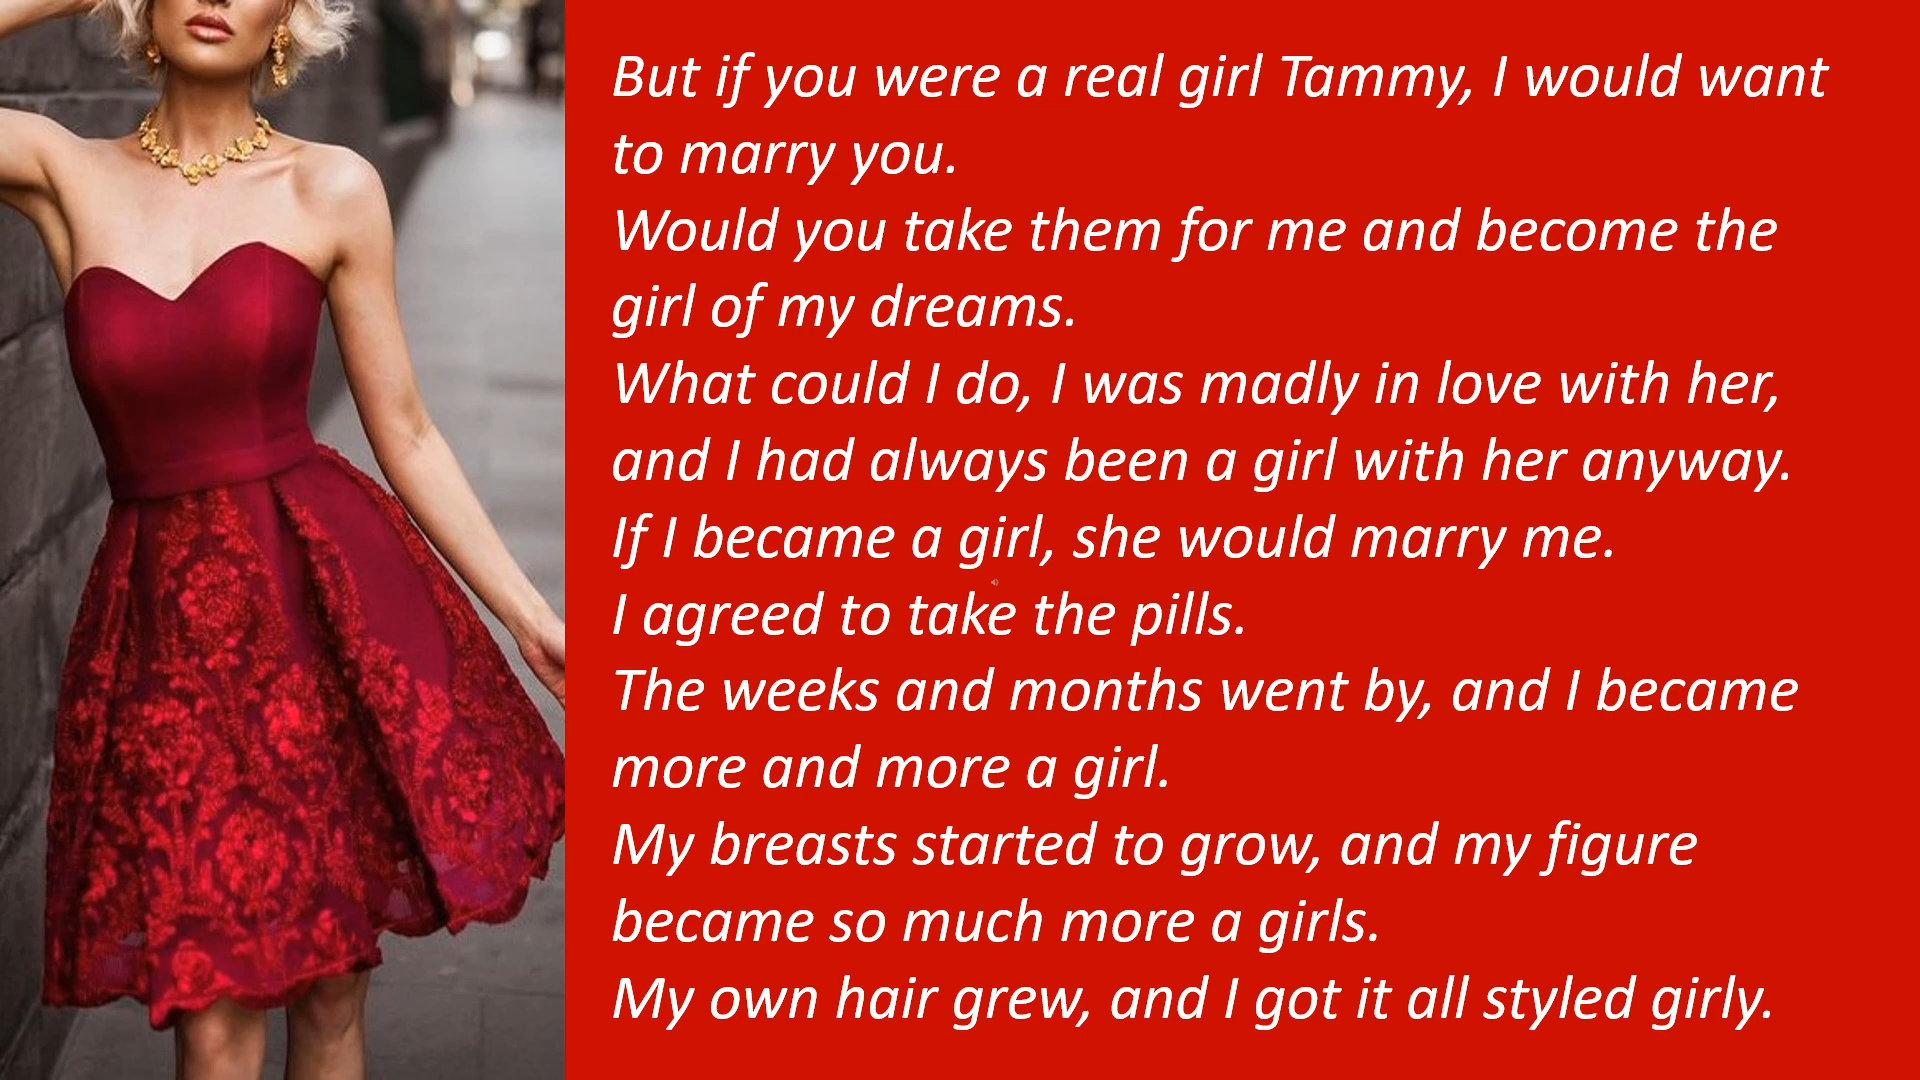 But if you were a real girl Tammy, I would want
to marry you.
Would you take them for me and become the
girl of my dreams.
What could I do, I was madly in love with her,
and I had always been a girl with her anyway.
If I became a girl, she would marry me.
I agreed to take the pills.
The weeks and months went by, and I became
more and more a girl.
My breasts started to grow, and my figure
became so much more a girls.
My own hair grew, and I got it all styled girly.